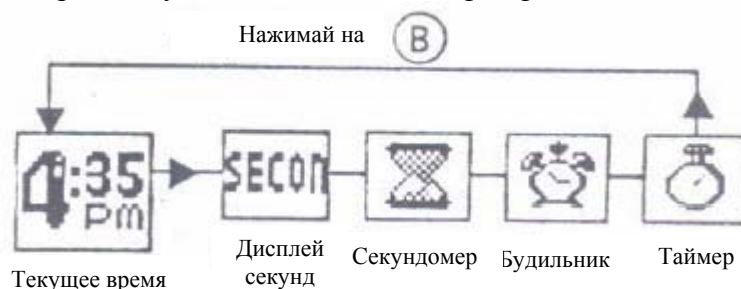 Нажимай на B
4:35
pm
SECON
Дисплей
секунд
Секундомер
Будильник
Таймер
Текущее время